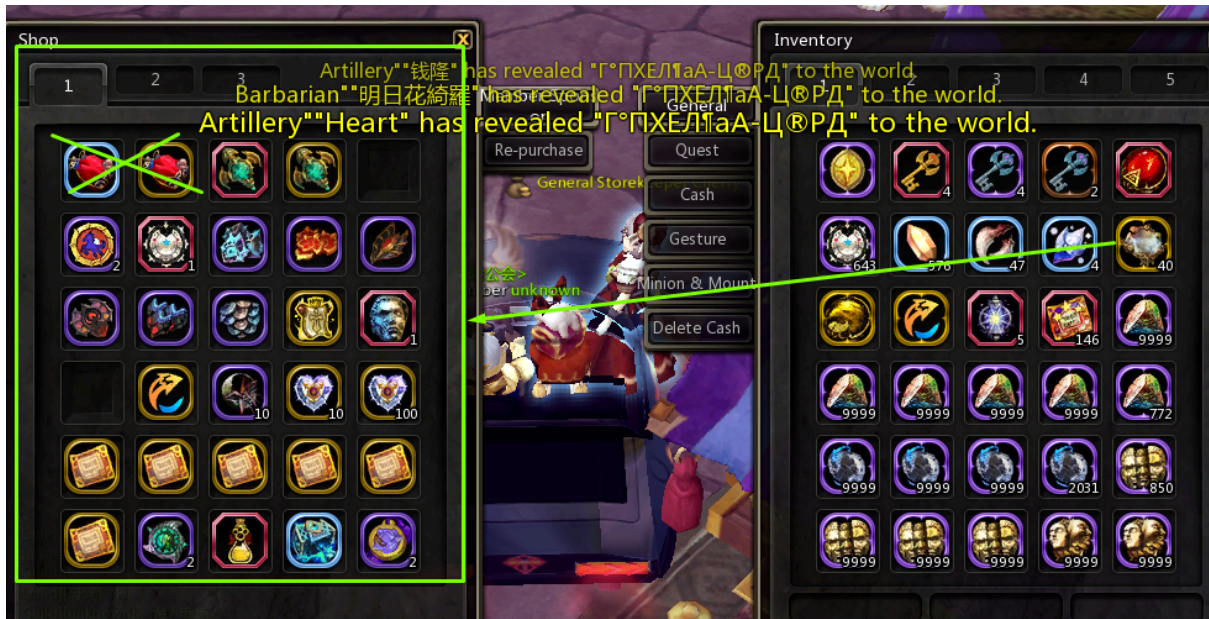 Shop
X
1
2
3
Artillery""钱隆" has revealed "Г°ПХЕЛ¶аА-Ц®РД" to the world.
Barbarian""明日花綺羅" has revealed "Г°ПХЕЛ¶аА-Ц®РД" to the world.
Artillery""Heart" has revealed "Г°ПХЕЛ¶аА-Ц®РД" to the world.
Re-purchase
General Storek
公会>
ber unknown
General
Quest
Cash
Gesture
Minion & Mount
Delete Cash
2
1
1
10
10
100
2
2
Inventory
1
2
3
4
5
4
4
2
643
576
47
4
40
5
146
9999
9999
9999
9999
9999
772
9999
9999
9999
2031
850
9999
9999
9999
9999
9999